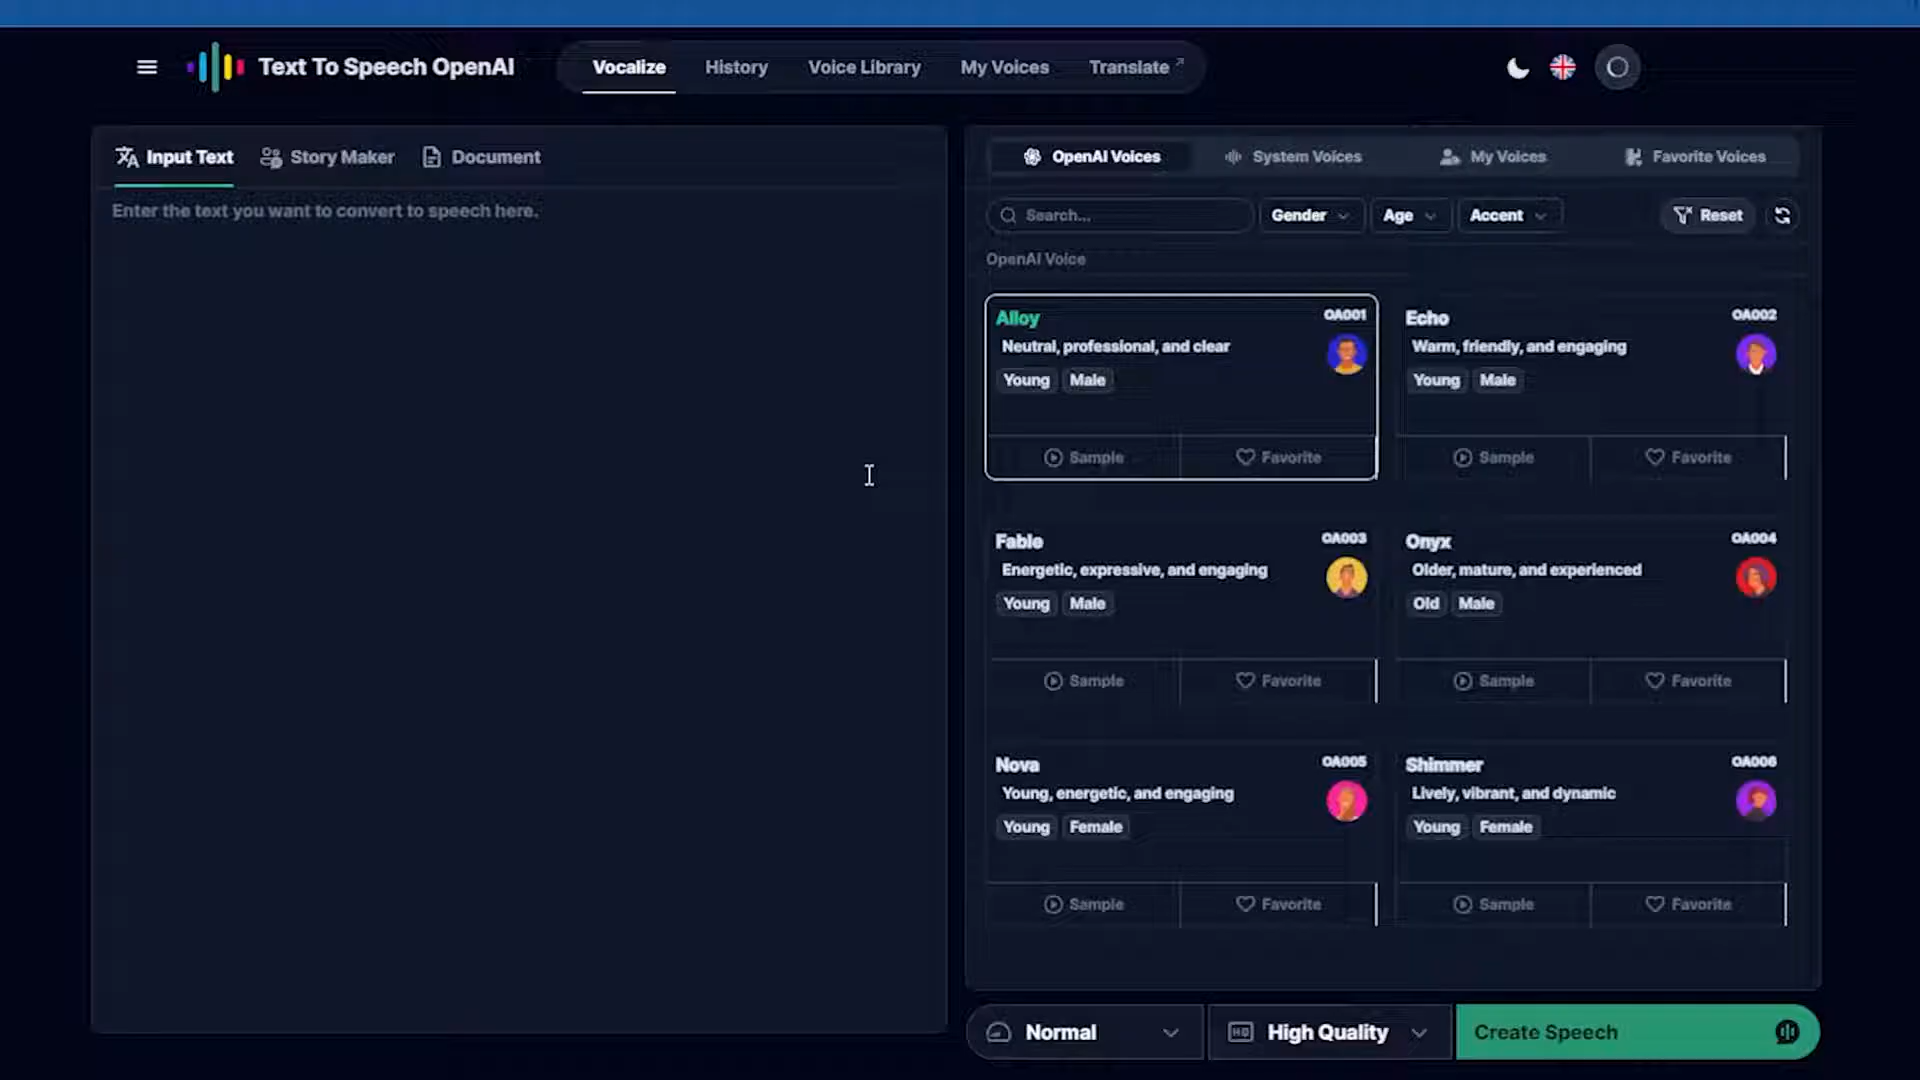 Text To Speech OpenAI
Vocalize History Voice Library My Voices Translate
Input Text Story Maker Document
Enter the text you want to convert to speech here.
OpenAI Voices System Voices My Voices Favorite Voices
Search... Gender Age Accent Reset
OpenAI Voice
Alloy OA001
Neutral, professional, and clear
Young Male
Sample Favorite
Echo OA002
Warm, friendly, and engaging
Young Male
Sample Favorite
Fable OA003
Energetic, expressive, and engaging
Young Male
Sample Favorite
Onyx OA004
Older, mature, and experienced
Old Male
Sample Favorite
Nova OA005
Young, energetic, and engaging
Young Female
Sample Favorite
Shimmer OA006
Lively, vibrant, and dynamic
Young Female
Sample Favorite
Normal HQ High Quality Create Speech